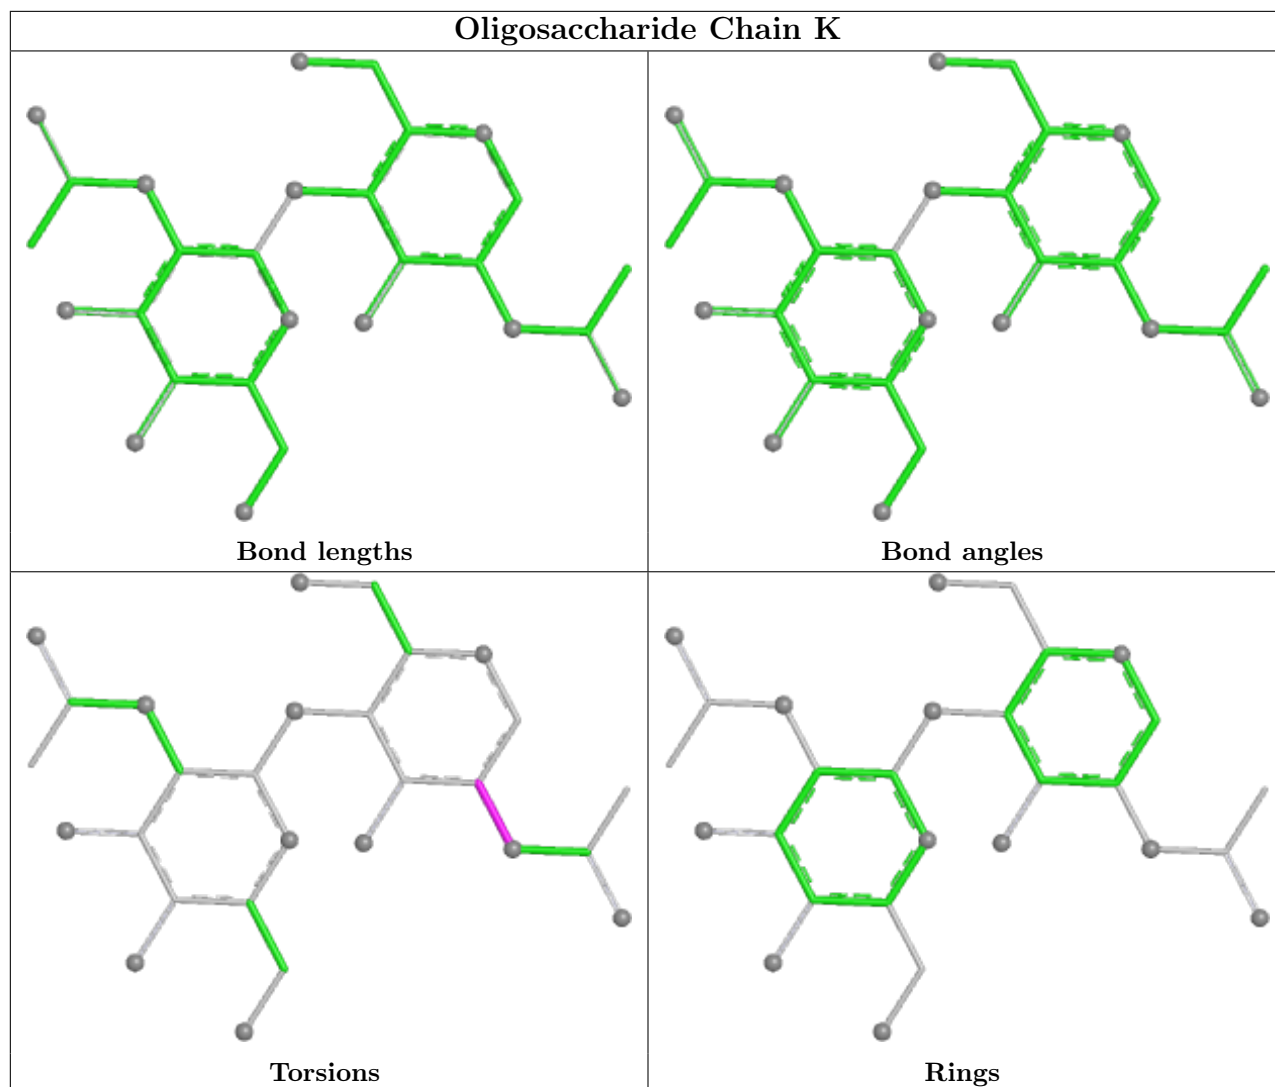 Oligosaccharide Chain K
Bond lengths
Bond angles
Torsions
Rings